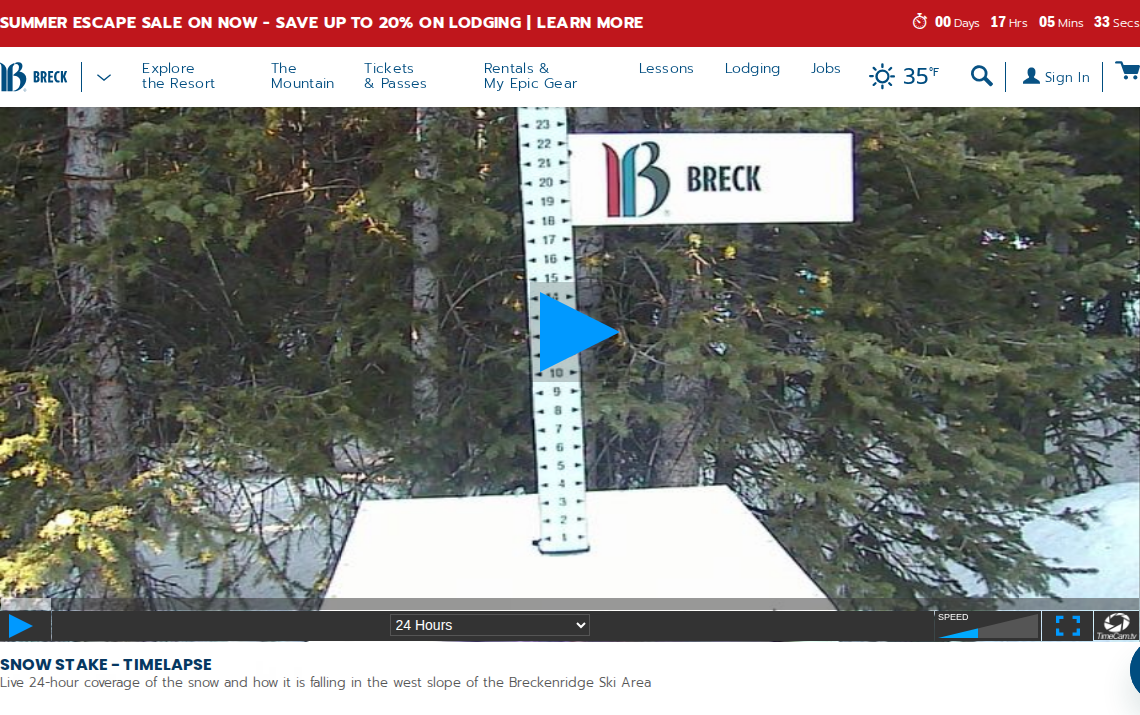 SUMMER ESCAPE SALE ON NOW - SAVE UP TO 20% ON LODGING | LEARN MORE
00 Days 17 Hrs 05 Mins 33 Secs
BRECK
Explore
the Resort
The
Mountain
Tickets
& Passes
Rentals &
My Epic Gear
Lessons
Lodging
Jobs
35°F
Sign In
23
22
21
20
19
18
17
16
15
10
9
8
7
6
5
4
3
2
1
B BRECK
24 Hours
SPEED
TimeCam.tv
SNOW STAKE – TIMELAPSE
Live 24-hour coverage of the snow and how it is falling in the west slope of the Breckenridge Ski Area